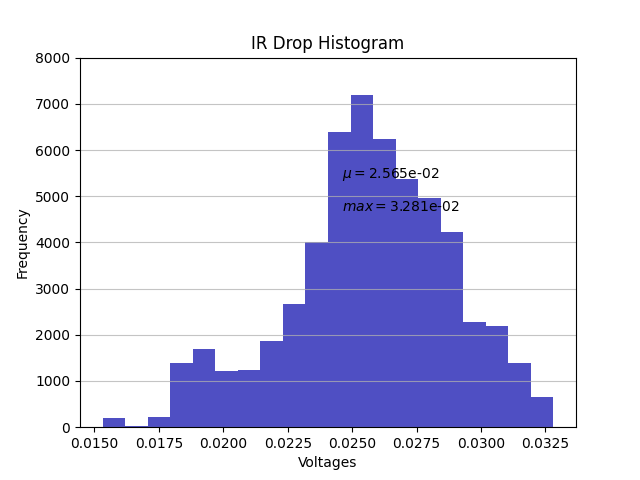 IR Drop Histogram
8000
7000
6000
5000
4000
3000
2000
1000
0
Frequency
μ = 2.565e-02
max = 3.281e-02
0.0150 0.0175 0.0200 0.0225 0.0250 0.0275 0.0300 0.0325
Voltages